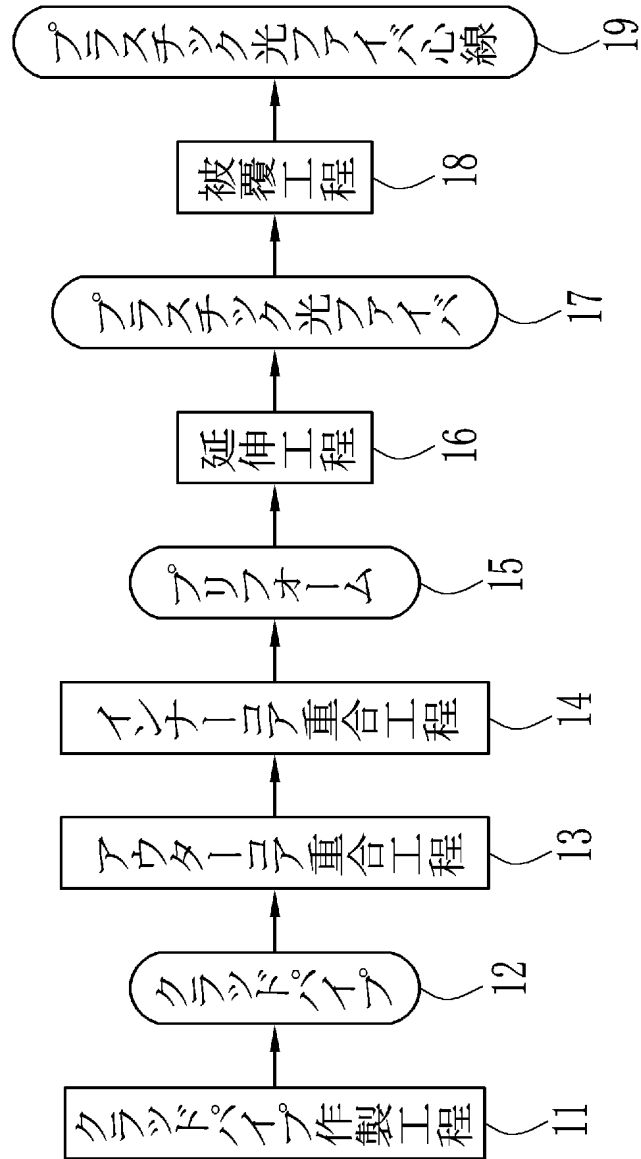 クラッドパイプ作製工程
11
クラッドパイプ
12
アウターコア重合工程
13
インナーコア重合工程
14
プリフォーム
15
延伸工程
16
プラスチック光ファイバ
17
被覆工程
18
プラスチック光ファイバ心線
19